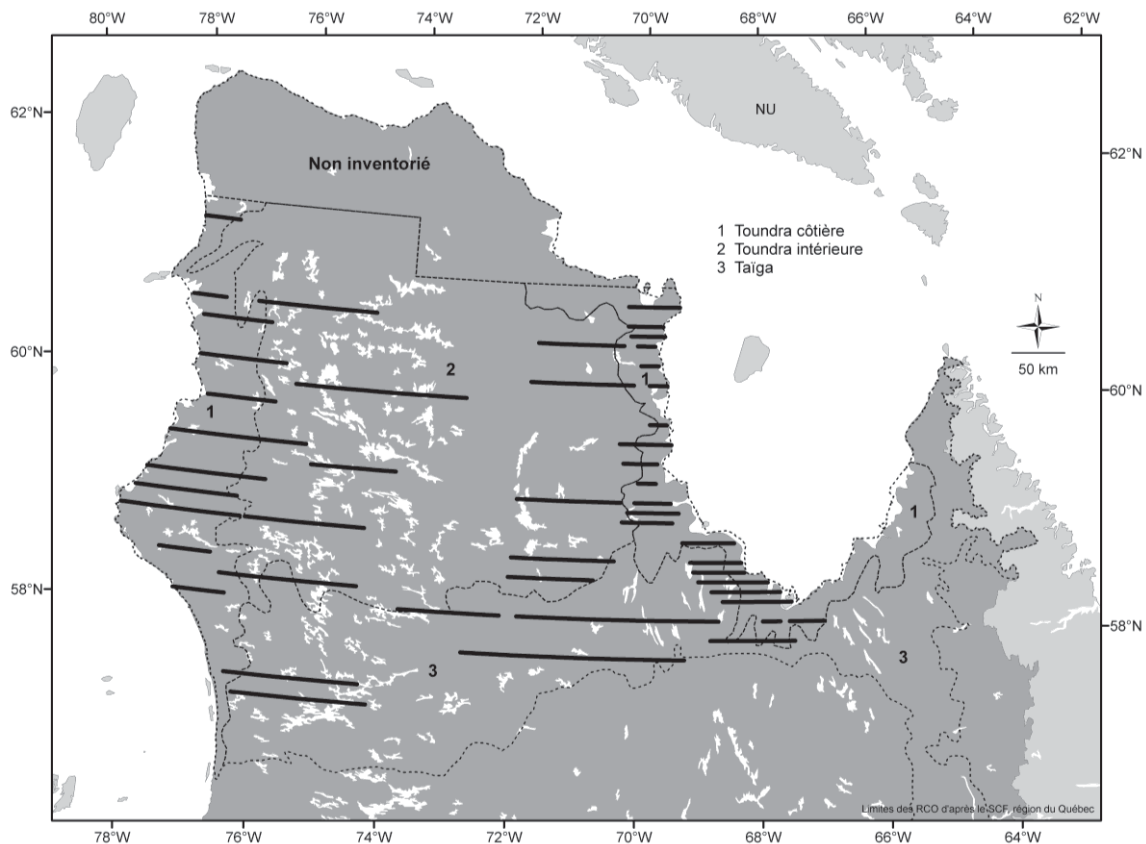 80°W 78°W 76°W 74°W 72°W 70°W 68°W 66°W 64°W 62°W
62°N
NU
62°N
Non inventorié
1 Toundra côtière
2 Toundra intérieure
3 Taïga
N
60°N
2
50 km
1
60°N
1
1
58°N
58°N
3
3
Limites des RCO d'après le SCF, région du Québec
78°W 76°W 74°W 72°W 70°W 68°W 66°W 64°W